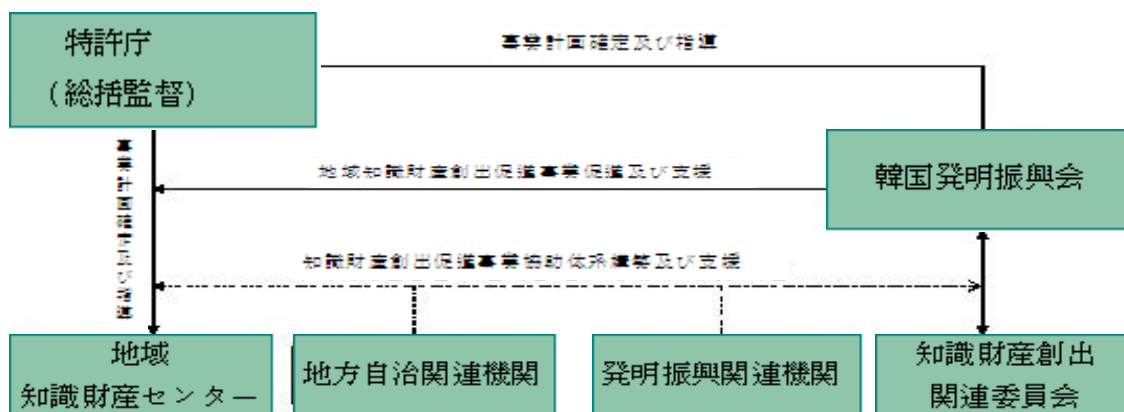 特許庁
(総括監督)
事業計画確定及び指導
事業計画確定及び指導
地域知識財産創出促進事業促進及び支援
韓国発明振興会
知識財産創出促進事業協助体系構築及び支援
地域
知識財産センター
地方自治関連機関
発明振興関連機関
知識財産創出
関連委員会